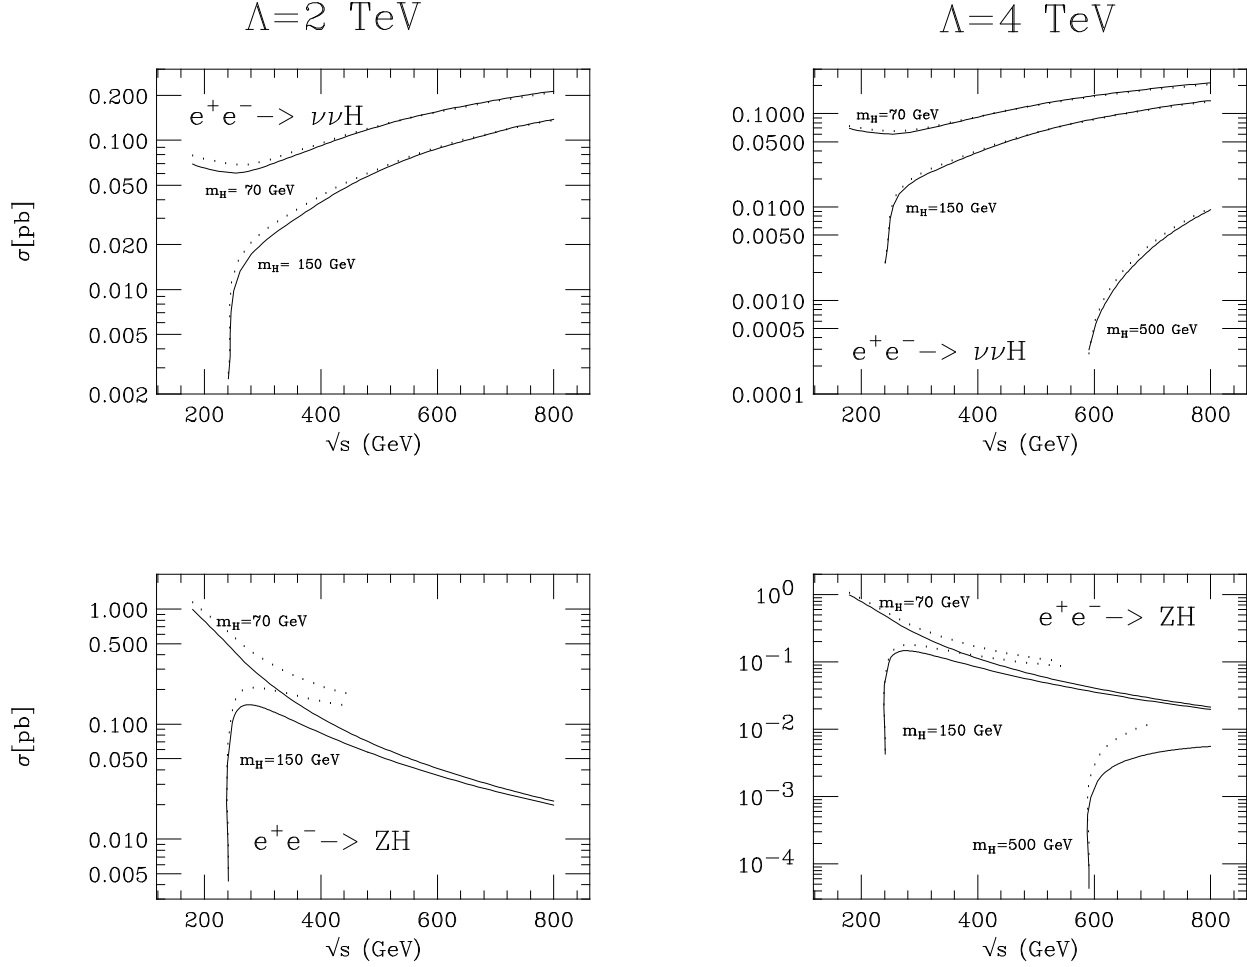 Λ=2 TeV
Λ=4 TeV
σ[pb]
0.200
0.100
0.050
0.020
0.010
0.005
0.002
e⁺e⁻−> ννH
m_H= 70 GeV
m_H= 150 GeV
200 400 600 800
√s (GeV)
0.1000
0.0500
0.0100
0.0050
0.0010
0.0005
0.0001
m_H=70 GeV
m_H=150 GeV
m_H=500 GeV
e⁺e⁻−> ννH
200 400 600 800
√s (GeV)
σ[pb]
1.000
0.500
0.100
0.050
0.010
0.005
m_H=70 GeV
m_H=150 GeV
e⁺e⁻−> ZH
200 400 600 800
√s (GeV)
10⁰
10⁻¹
10⁻²
10⁻³
10⁻⁴
m_H=70 GeV
e⁺e⁻−> ZH
m_H=150 GeV
m_H=500 GeV
200 400 600 800
√s (GeV)